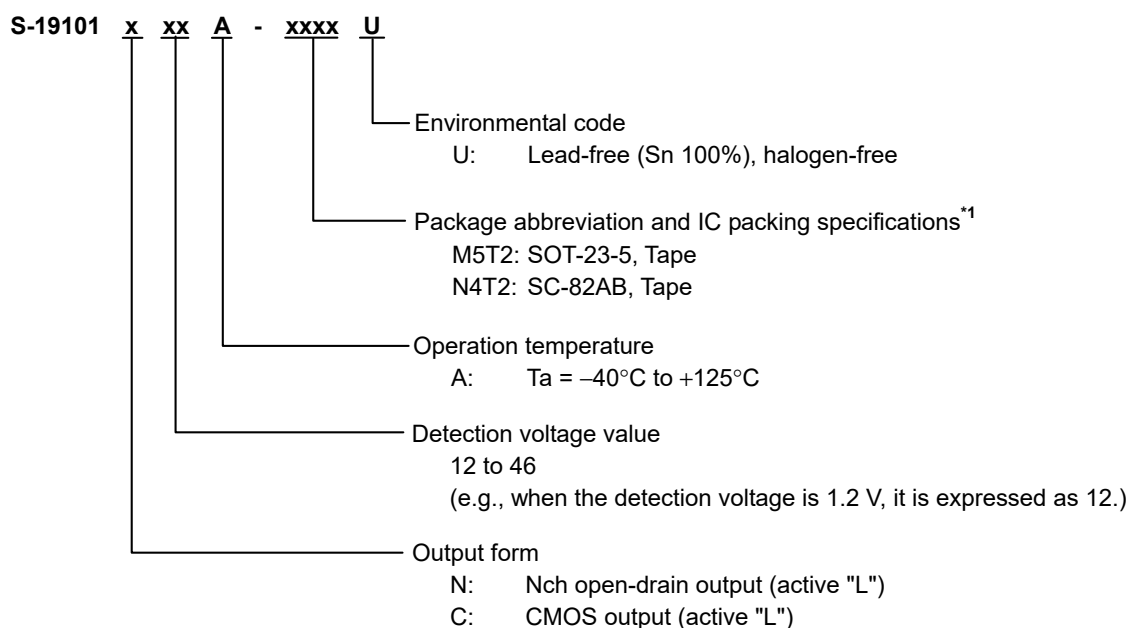 S-19101 x xx A - xxxx U
Environmental code
U: Lead-free (Sn 100%), halogen-free
Package abbreviation and IC packing specifications*1
M5T2: SOT-23-5, Tape
N4T2: SC-82AB, Tape
Operation temperature
A: Ta = −40°C to +125°C
Detection voltage value
12 to 46
(e.g., when the detection voltage is 1.2 V, it is expressed as 12.)
Output form
N: Nch open-drain output (active "L")
C: CMOS output (active "L")